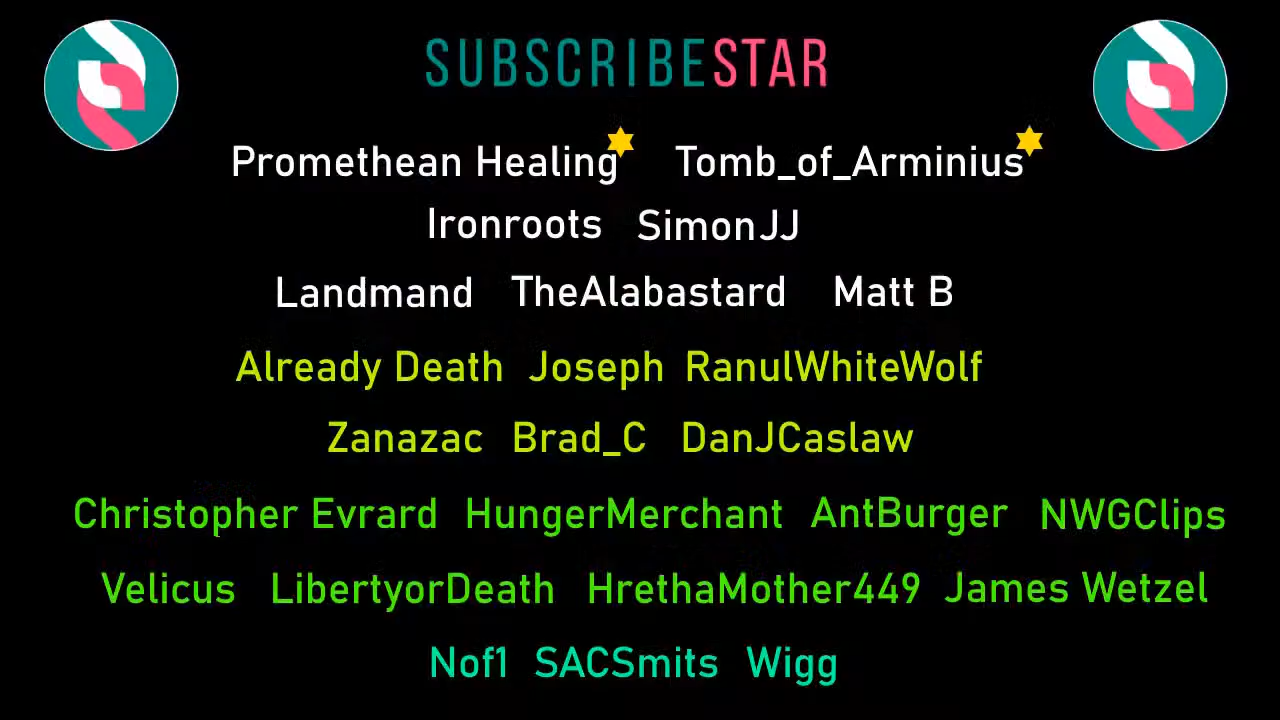 SUBSCRIBESTAR
Promethean Healing Tomb_of_Arminius
Ironroots SimonJJ
Landmand TheAlabastard Matt B
Already Death Joseph RanulWhiteWolf
Zanazac Brad_C DanJCaslaw
Christopher Evrard HungerMerchant AntBurger NWGClips
Velicus LibertyorDeath HrethaMother449 James Wetzel
Nof1 SACSmits Wigg